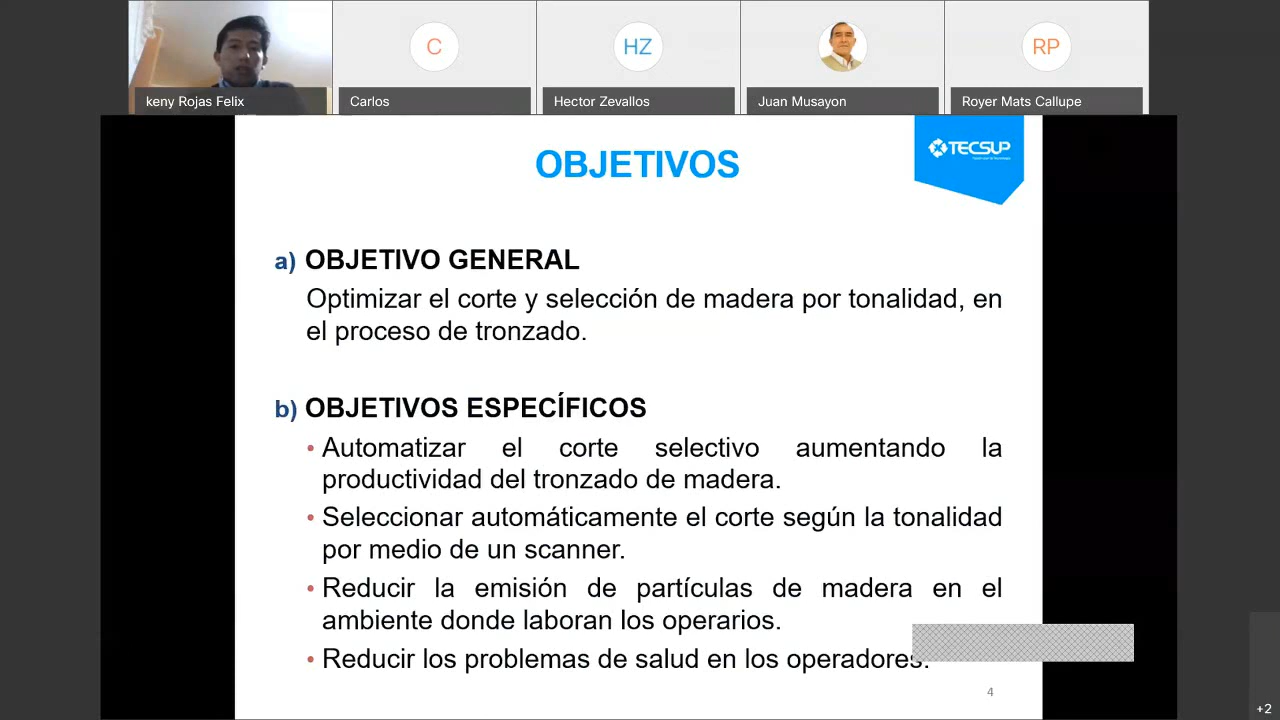 C
HZ
RP
keny Rojas Felix
Carlos
Hector Zevallos
Juan Musayon
Royer Mats Callupe
TECSUP
OBJETIVOS
a) OBJETIVO GENERAL
Optimizar el corte y selección de madera por tonalidad, en
el proceso de tronzado.
b) OBJETIVOS ESPECÍFICOS
• Automatizar el corte selectivo aumentando la
productividad del tronzado de madera.
• Seleccionar automáticamente el corte según la tonalidad
por medio de un scanner.
• Reducir la emisión de partículas de madera en el
ambiente donde laboran los operarios.
• Reducir los problemas de salud en los operadores.
4
+2